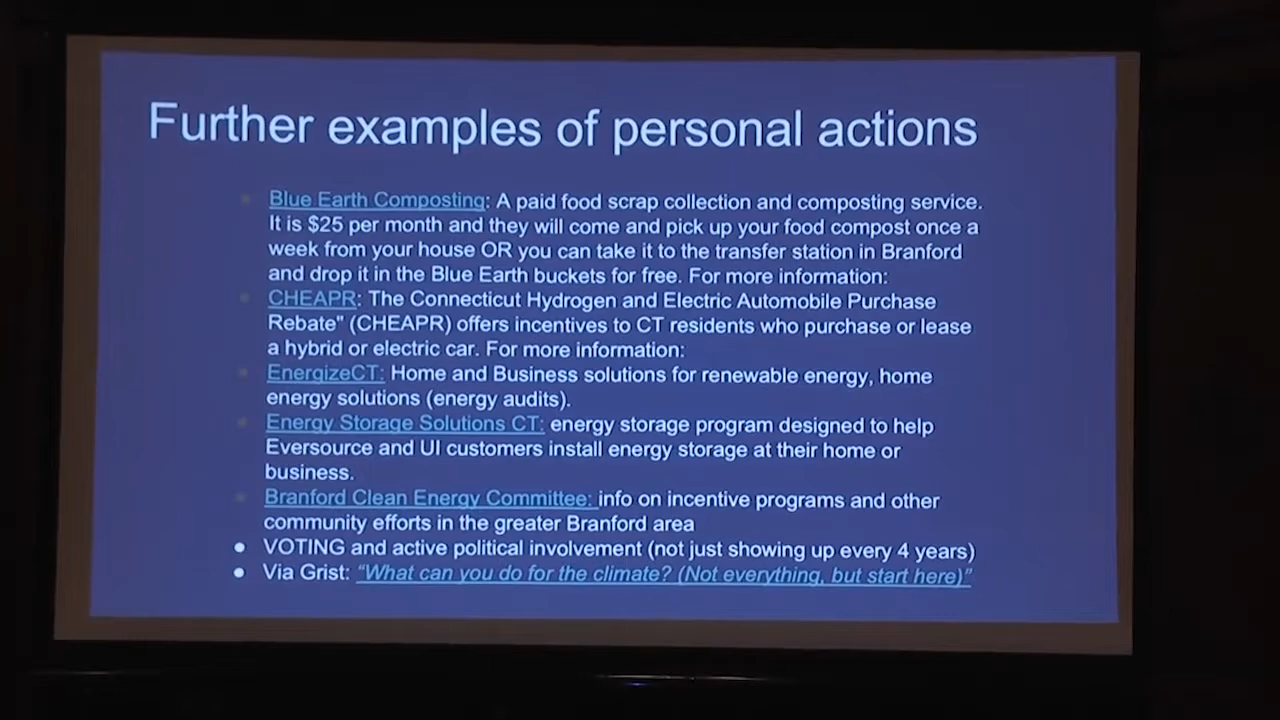 Further examples of personal actions
Blue Earth Composting: A paid food scrap collection and composting service.
It is $25 per month and they will come and pick up your food compost once a
week from your house OR you can take it to the transfer station in Branford
and drop it in the Blue Earth buckets for free. For more information:
CHEAPR: The Connecticut Hydrogen and Electric Automobile Purchase
Rebate" (CHEAPR) offers incentives to CT residents who purchase or lease
a hybrid or electric car. For more information:
EnergizeCT: Home and Business solutions for renewable energy, home
energy solutions (energy audits).
Energy Storage Solutions CT: energy storage program designed to help
Eversource and UI customers install energy storage at their home or
business.
Branford Clean Energy Committee: info on incentive programs and other
community efforts in the greater Branford area
● VOTING and active political involvement (not just showing up every 4 years)
● Via Grist: “What can you do for the climate? (Not everything, but start here)”